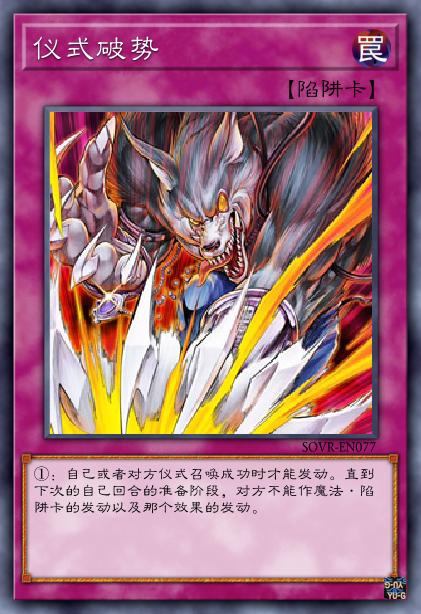 仪式破势
罠
【陷阱卡】
SOVR-EN077
①：自己或者对方仪式召唤成功时才能发动。直到
下次的自己回合的准备阶段，对方不能作魔法·陷
阱卡的发动以及那个效果的发动。